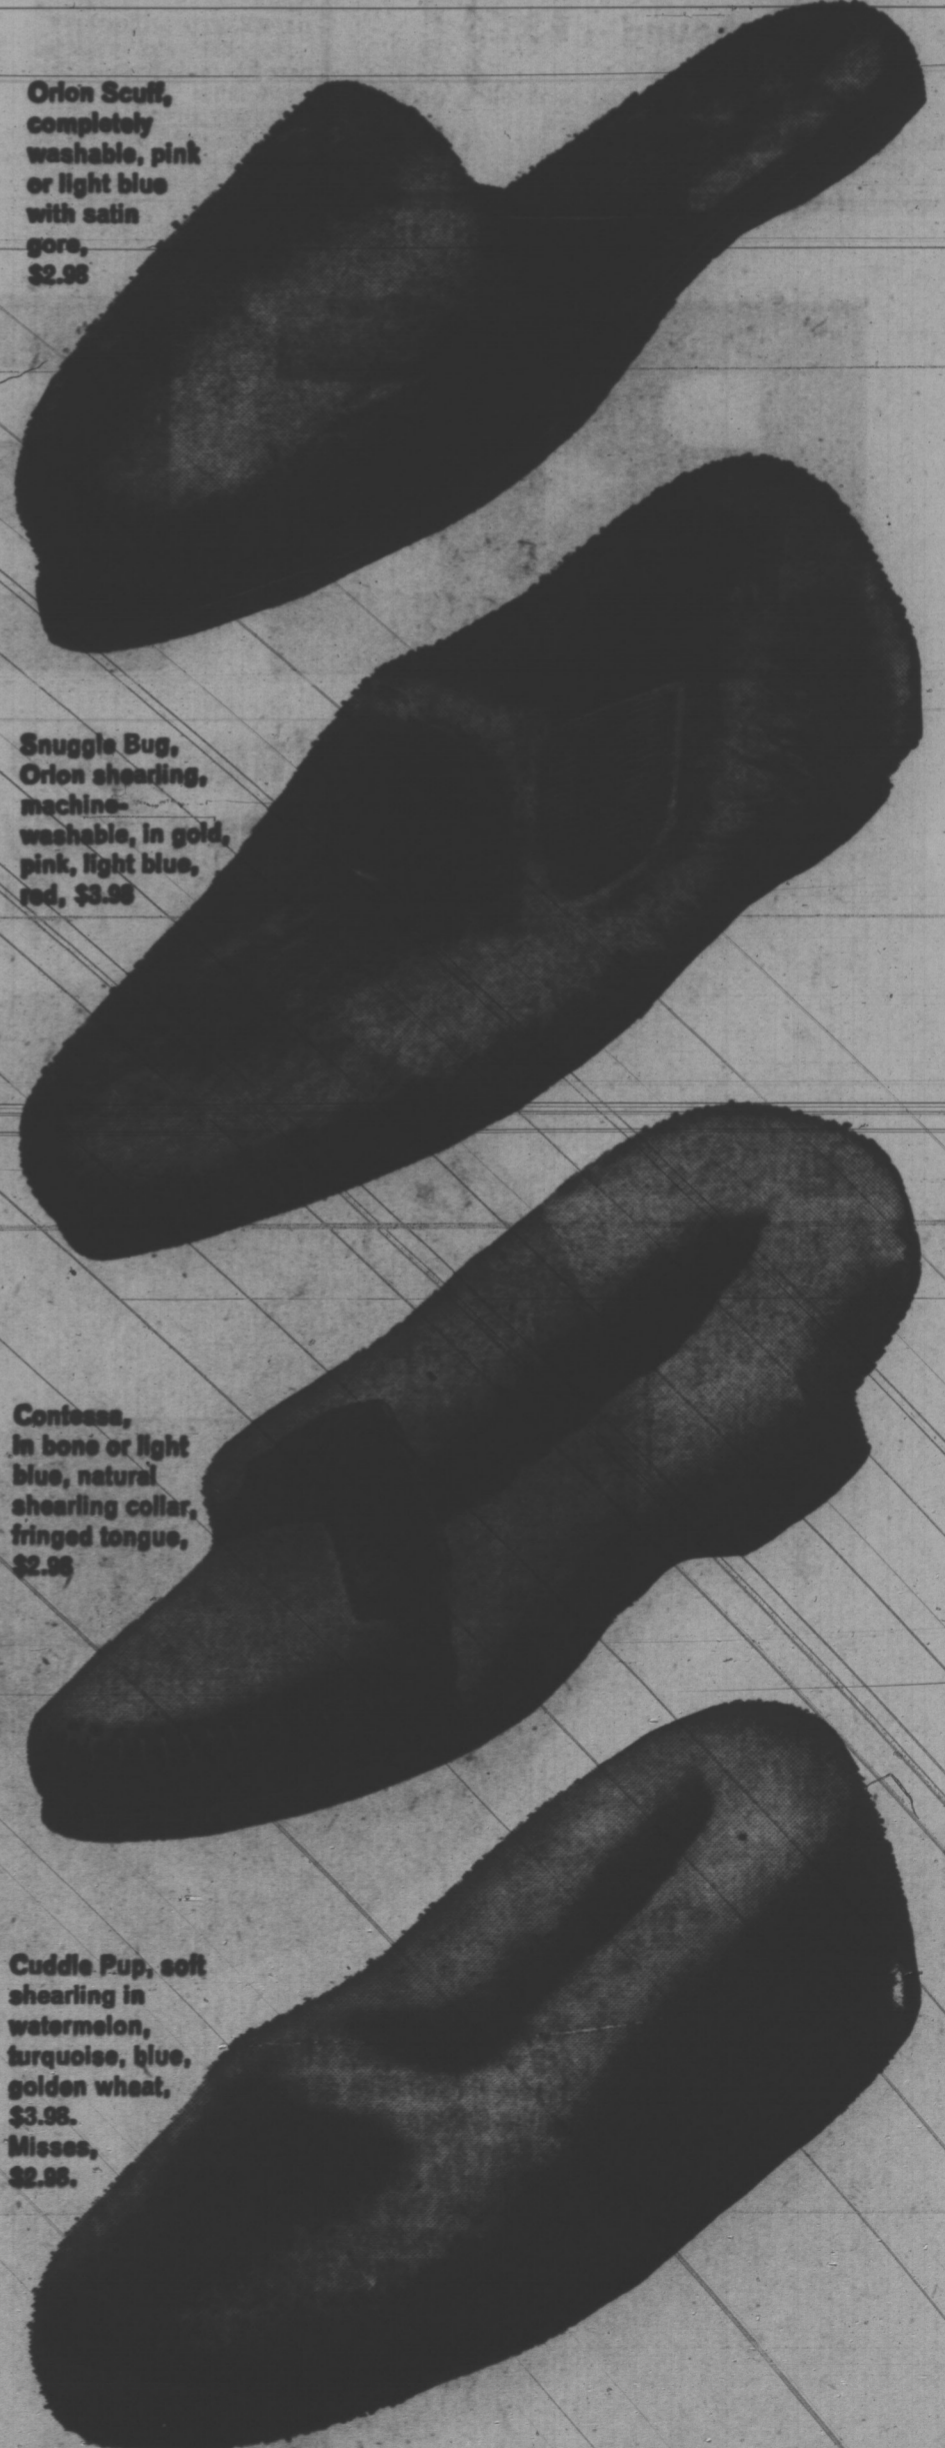 Orlon Scuff,
completely
washable, pink
or light blue
with satin
gore,
$2.98
Snuggle Bug,
Orlon shearling,
machine-
washable, in gold,
pink, light blue,
red, $3.98
Contessa,
in bone or light
blue, natural
shearling collar,
fringed tongue,
$2.98
Cuddle Pup, soft
shearling in
watermelon,
turquoise, blue,
golden wheat,
$3.98.
Misses,
$2.98.